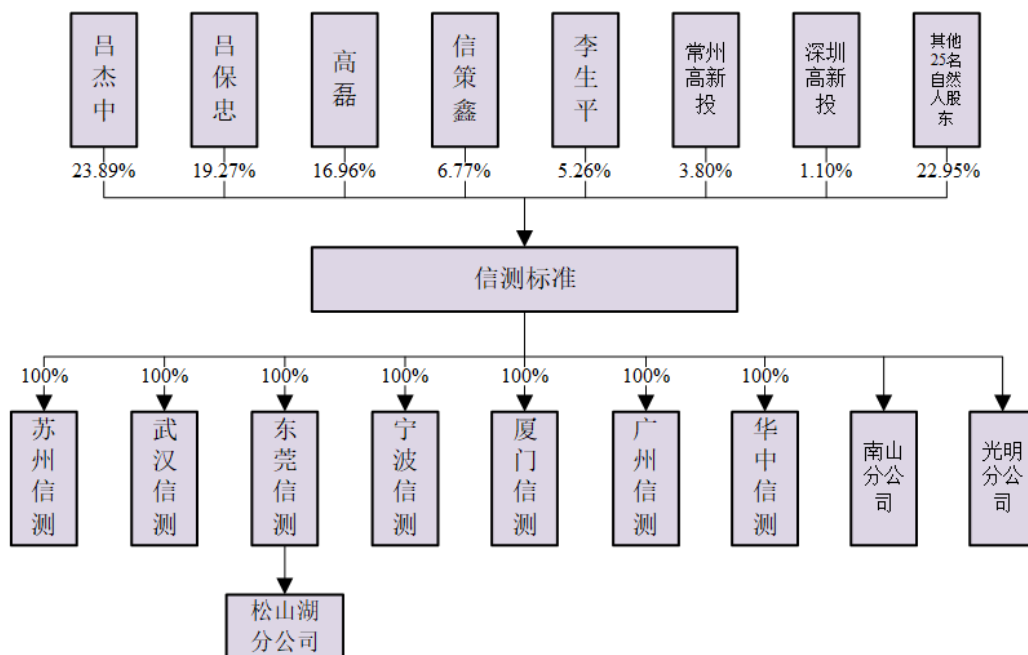 吕杰中
吕保忠
高磊
信策鑫
李生平
常州
高新
投
深圳
高新
投
其他
25名
自然
人股
东
23.89%
19.27%
16.96%
6.77%
5.26%
3.80%
1.10%
22.95%
信测标准
100%
100%
100%
100%
100%
100%
100%
苏州信测
武汉信测
东莞信测
宁波信测
厦门信测
广州信测
华中信测
南山
分公
司
光明
分公
司
松山湖
分公司